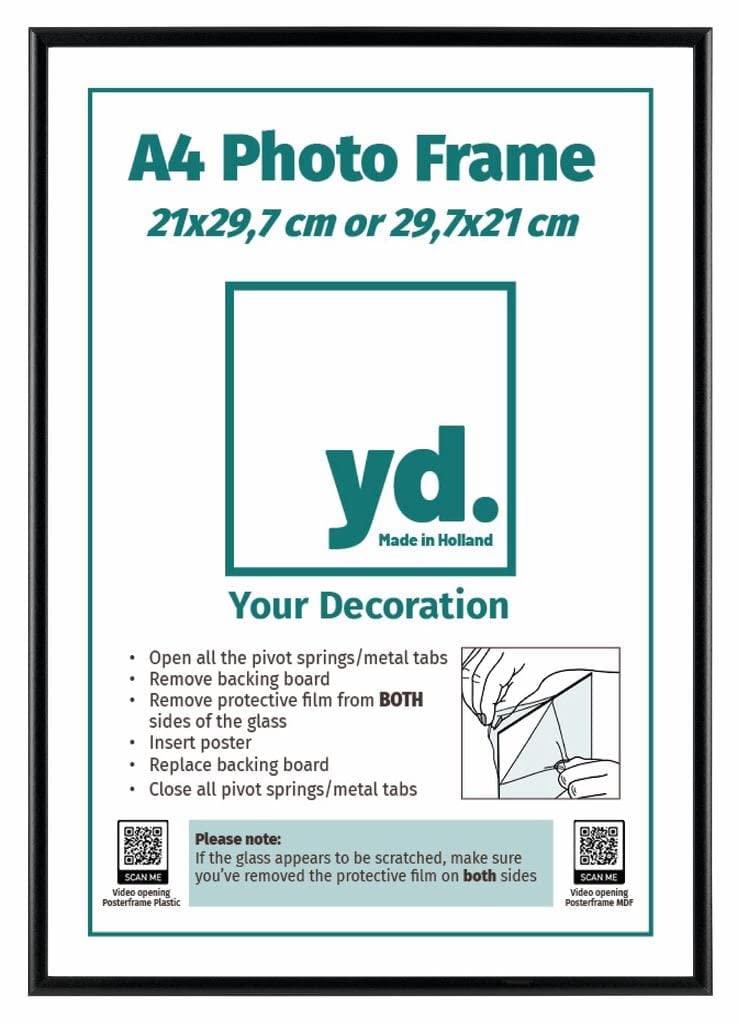 A4 Photo Frame
21x29,7 cm or 29,7x21 cm
yd.
Made in Holland
Your Decoration
• Open all the pivot springs/metal tabs
• Remove backing board
• Remove protective film from BOTH
sides of the glass
• Insert poster
• Replace backing board
• Close all pivot springs/metal tabs
SCAN ME
Video opening
Posterframe Plastic
Please note:
If the glass appears to be scratched, make sure
you've removed the protective film on both sides
SCAN ME
Video opening
Posterframe MDF